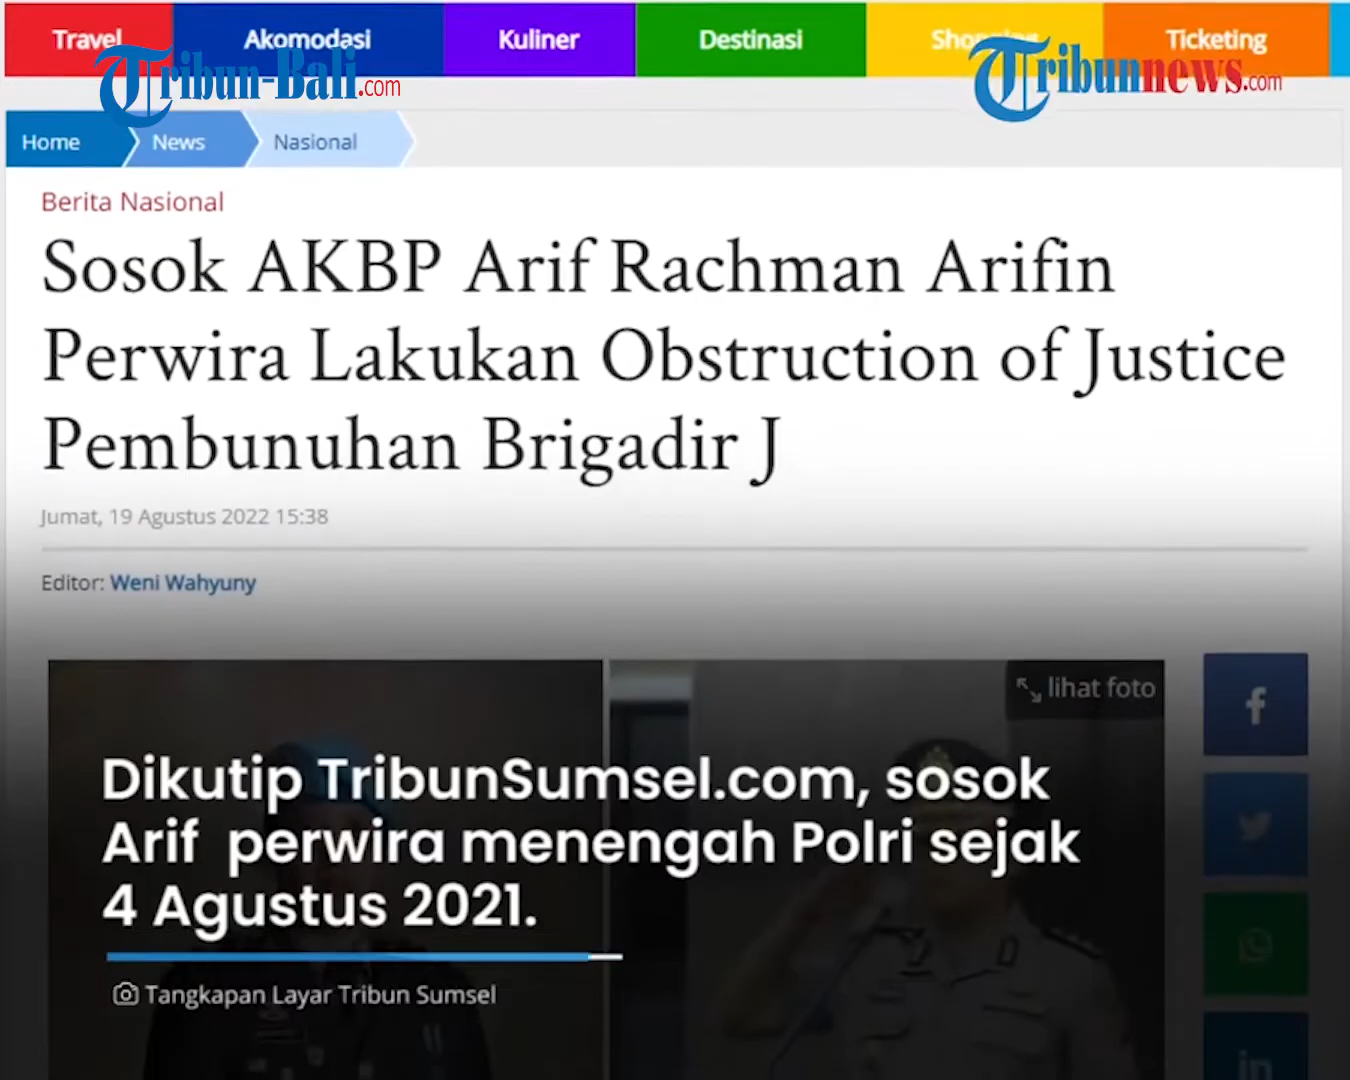 Travel
Akomodasi
Kuliner
Destinasi
Shopping
Ticketing
Tribun-Bali.com
Tribunnews.com
Home
News
Nasional
Berita Nasional
Sosok AKBP Arif Rachman Arifin
Perwira Lakukan Obstruction of Justice
Pembunuhan Brigadir J
Jumat, 19 Agustus 2022 15:38
Editor: Weni Wahyuny
lihat foto
Dikutip TribunSumsel.com, sosok
Arif perwira menengah Polri sejak
4 Agustus 2021.
Tangkapan Layar Tribun Sumsel
f
in